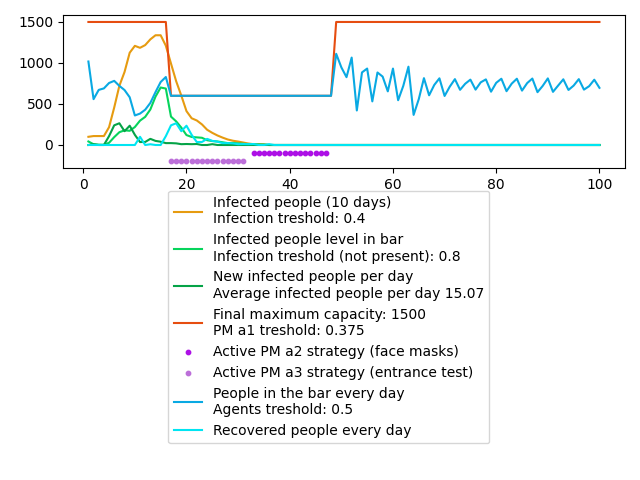 1500
1000
500
0
0
20
40
60
80
100
Infected people (10 days)
Infection treshold: 0.4
Infected people level in bar
Infection treshold (not present): 0.8
New infected people per day
Average infected people per day 15.07
Final maximum capacity: 1500
PM a1 treshold: 0.375
Active PM a2 strategy (face masks)
Active PM a3 strategy (entrance test)
People in the bar every day
Agents treshold: 0.5
Recovered people every day